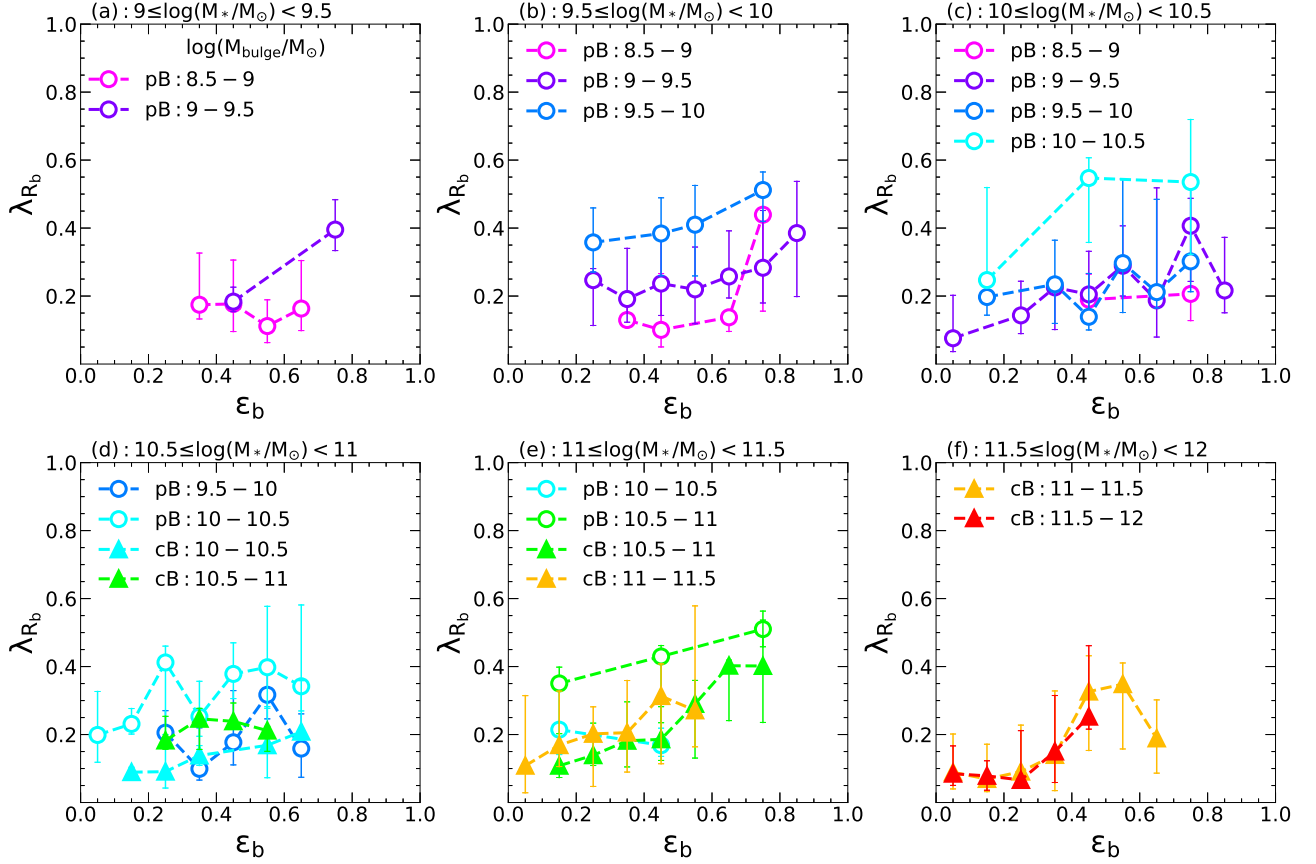 (a) : 9≤log(M∗/M⊙) < 9.5
log(Mbulge/M⊙)
pB : 8.5 − 9
pB : 9 − 9.5
1.0
0.8
0.6
0.4
0.2
λRb
0.0 0.2 0.4 0.6 0.8 1.0
εb
(b) : 9.5≤log(M∗/M⊙) < 10
pB : 8.5 − 9
pB : 9 − 9.5
pB : 9.5 − 10
1.0
0.8
0.6
0.4
0.2
λRb
0.0 0.2 0.4 0.6 0.8 1.0
εb
(c) : 10≤log(M∗/M⊙) < 10.5
pB : 8.5 − 9
pB : 9 − 9.5
pB : 9.5 − 10
pB : 10 − 10.5
1.0
0.8
0.6
0.4
0.2
λRb
0.0 0.2 0.4 0.6 0.8 1.0
εb
(d) : 10.5≤log(M∗/M⊙) < 11
pB : 9.5 − 10
pB : 10 − 10.5
cB : 10 − 10.5
cB : 10.5 − 11
1.0
0.8
0.6
0.4
0.2
λRb
0.0 0.2 0.4 0.6 0.8 1.0
εb
(e) : 11≤log(M∗/M⊙) < 11.5
pB : 10 − 10.5
pB : 10.5 − 11
cB : 10.5 − 11
cB : 11 − 11.5
1.0
0.8
0.6
0.4
0.2
λRb
0.0 0.2 0.4 0.6 0.8 1.0
εb
(f) : 11.5≤log(M∗/M⊙) < 12
cB : 11 − 11.5
cB : 11.5 − 12
1.0
0.8
0.6
0.4
0.2
λRb
0.0 0.2 0.4 0.6 0.8 1.0
εb